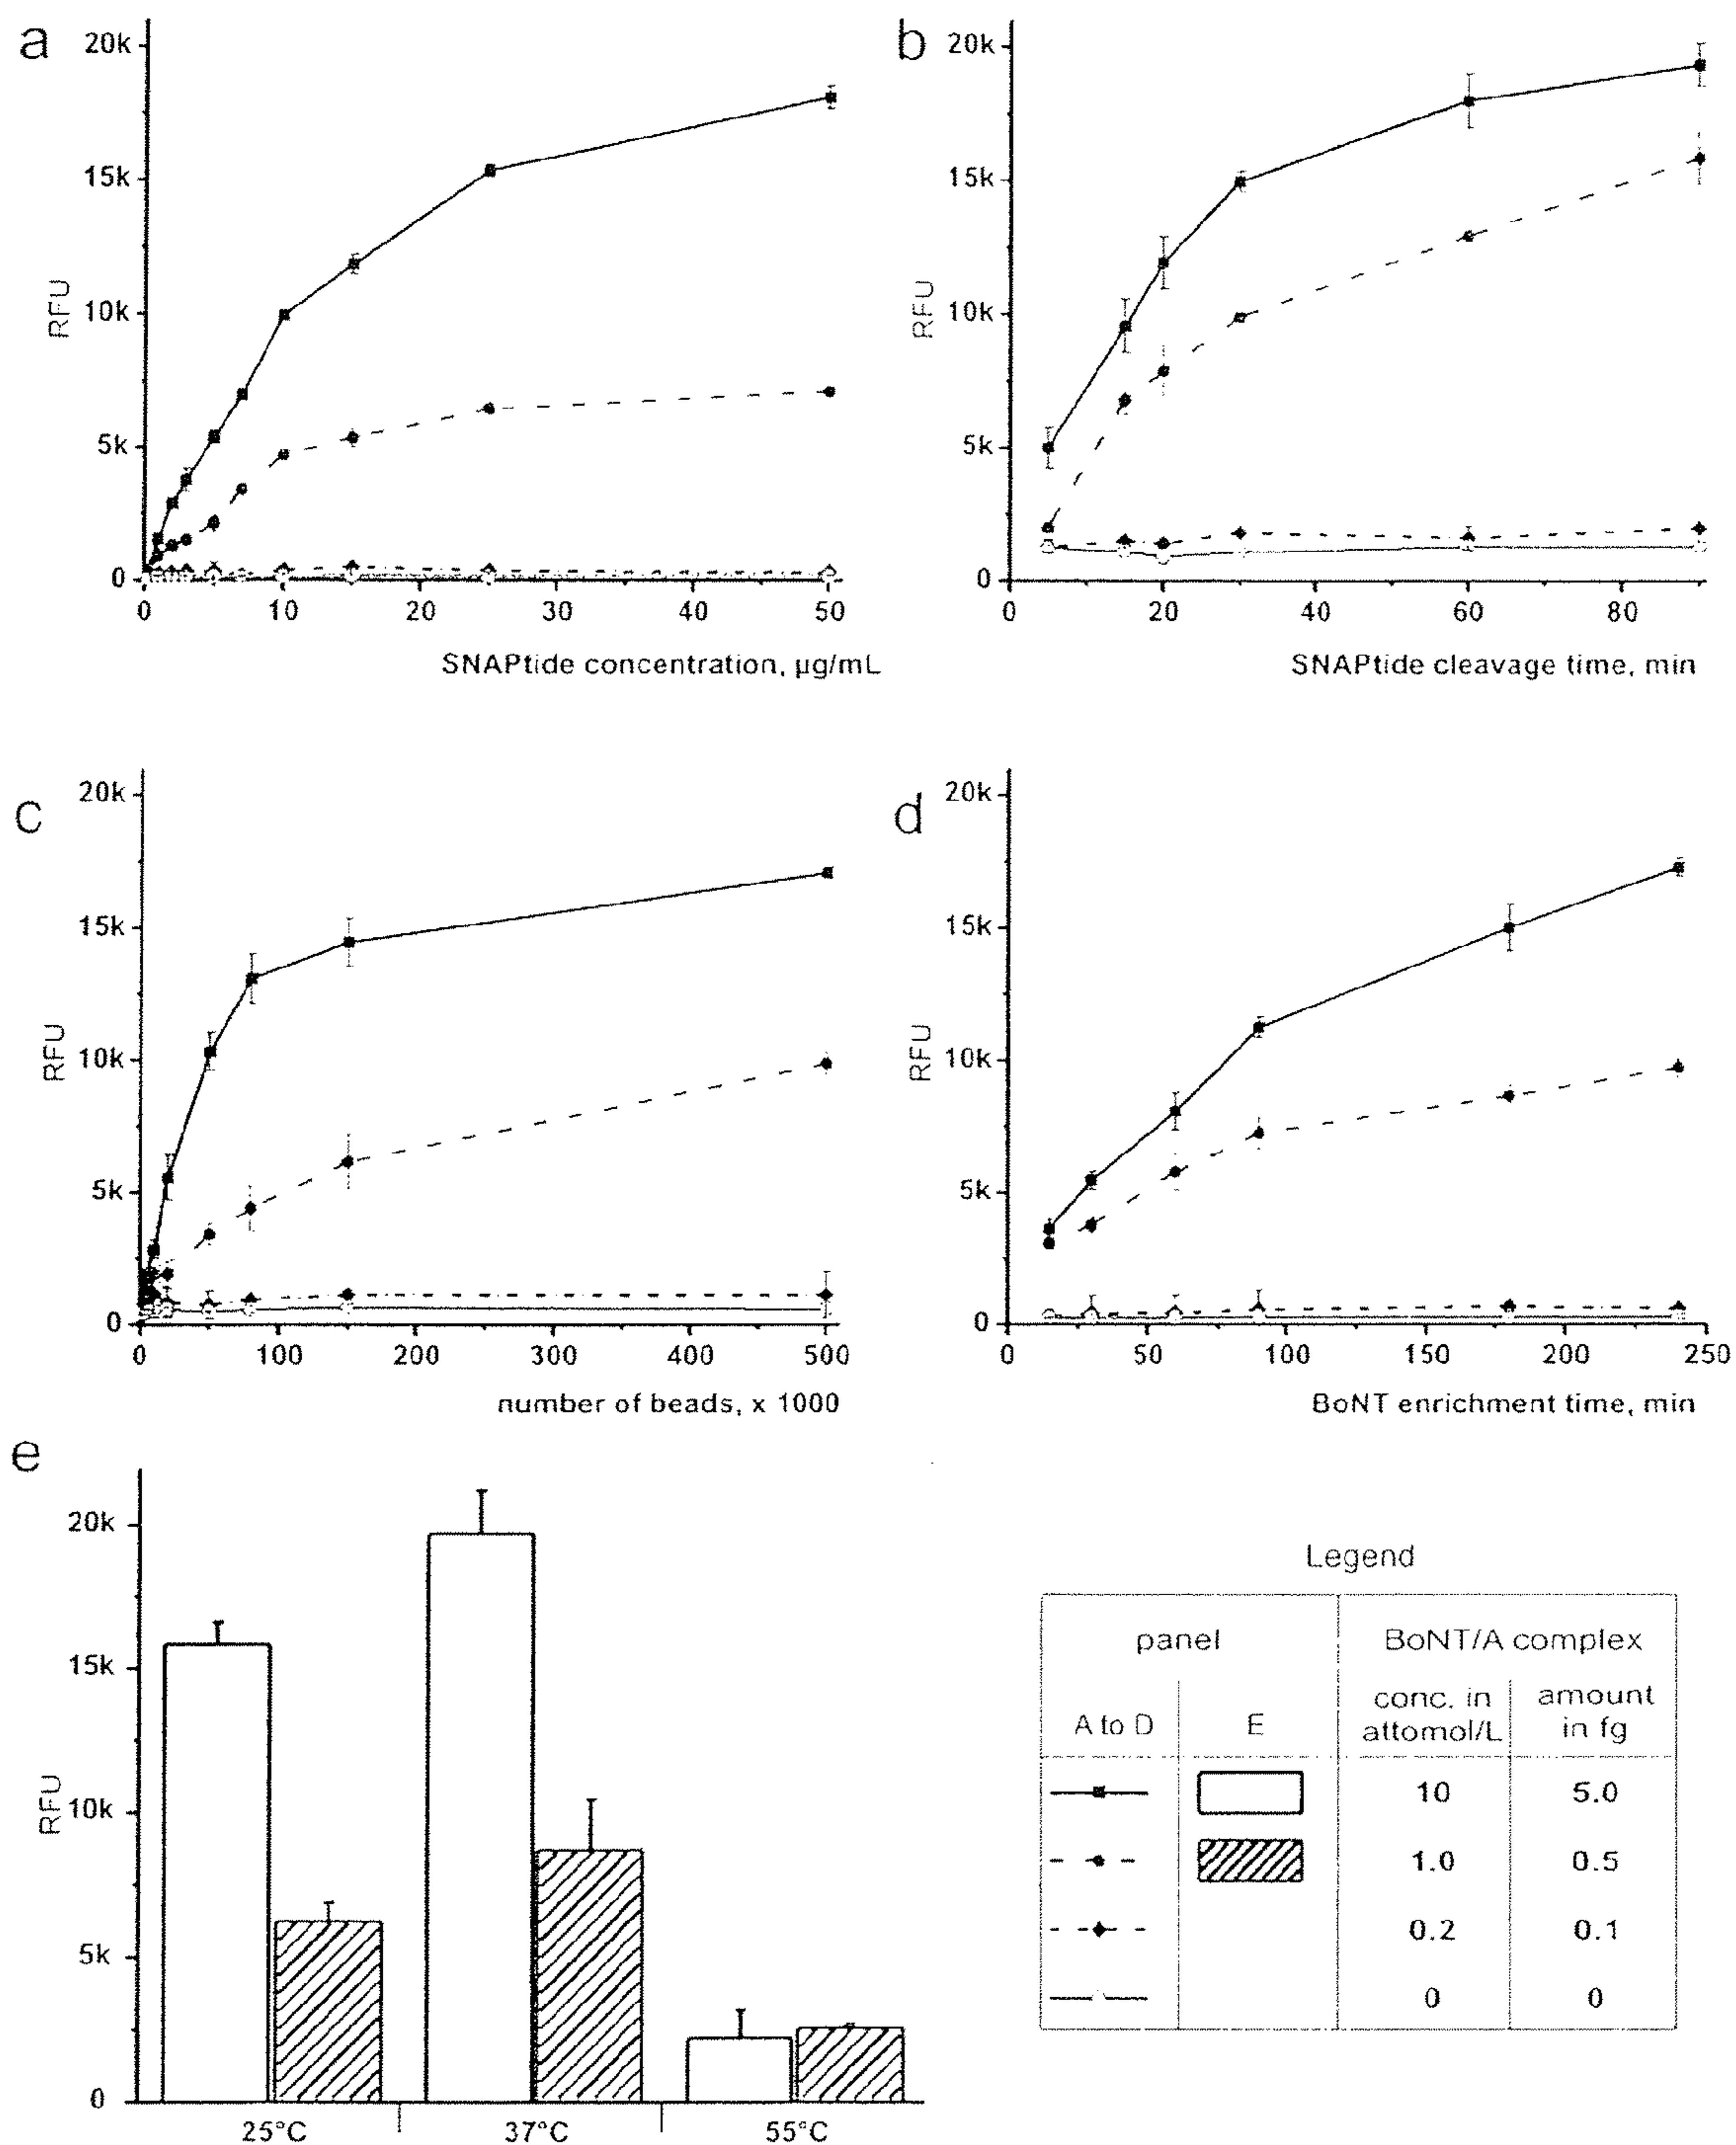 a
20k
15k
10k
5k
0
RFU
0 10 20 30 40 50
SNAPtide concentration, µg/mL
b
20k
15k
10k
5k
0
RFU
0 20 40 60 80
SNAPtide cleavage time, min
c
20k
15k
10k
5k
0
RFU
0 100 200 300 400 500
number of beads, x 1000
d
20k
15k
10k
5k
0
RFU
0 50 100 150 200 250
BoNT enrichment time, min
e
20k
15k
10k
5k
0
RFU
25°C 37°C 55°C
Legend
panel BoNT/A complex
A to D E conc. in attomol/L amount in fg
10 5.0
1.0 0.5
0.2 0.1
0 0